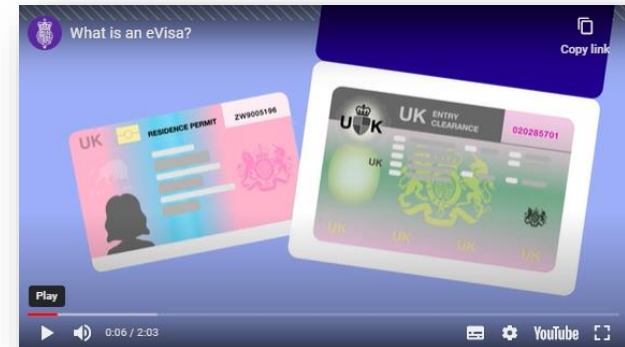 What is an eVisa?
Copy link
UK
RESIDENCE PERMIT
ZW9005196
U K
UK ENTRY CLEARANCE
020285701
UK
UK
UK
UK
UK
Play
0:06 / 2:03
YouTube